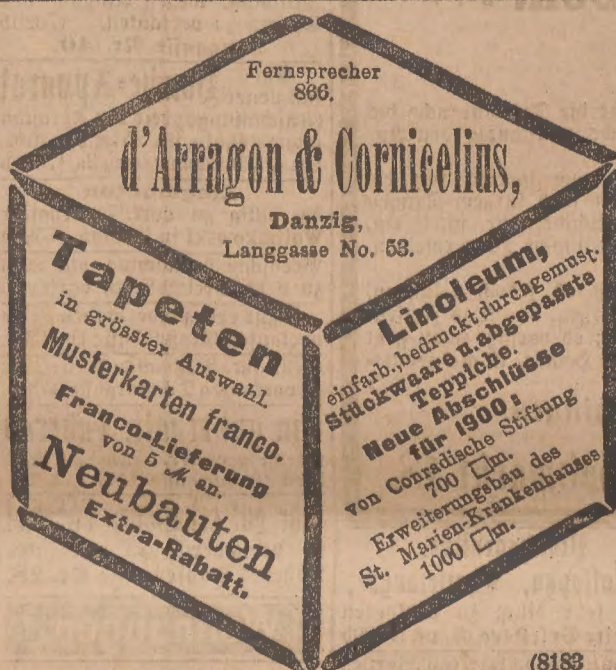 Fernsprecher
866.
d'Arragon & Cornicelius,
Danzig,
Langgasse No. 53.
Tapeten
in grösster Auswahl
Musterkarten franco.
Franco-Lieferung
von 5 ℳ an.
Neubauten
Extra-Rabatt.
Linoleum,
einfarb., bedruckt durchgemust.
Stückwaare u. abgepasste
Teppiche.
Neue Abschlüsse
für 1900:
von Conradische Stiftung
700 □m.
Erweiterungsbau des
St. Marien-Krankenhauses
1000 □m.
(8183